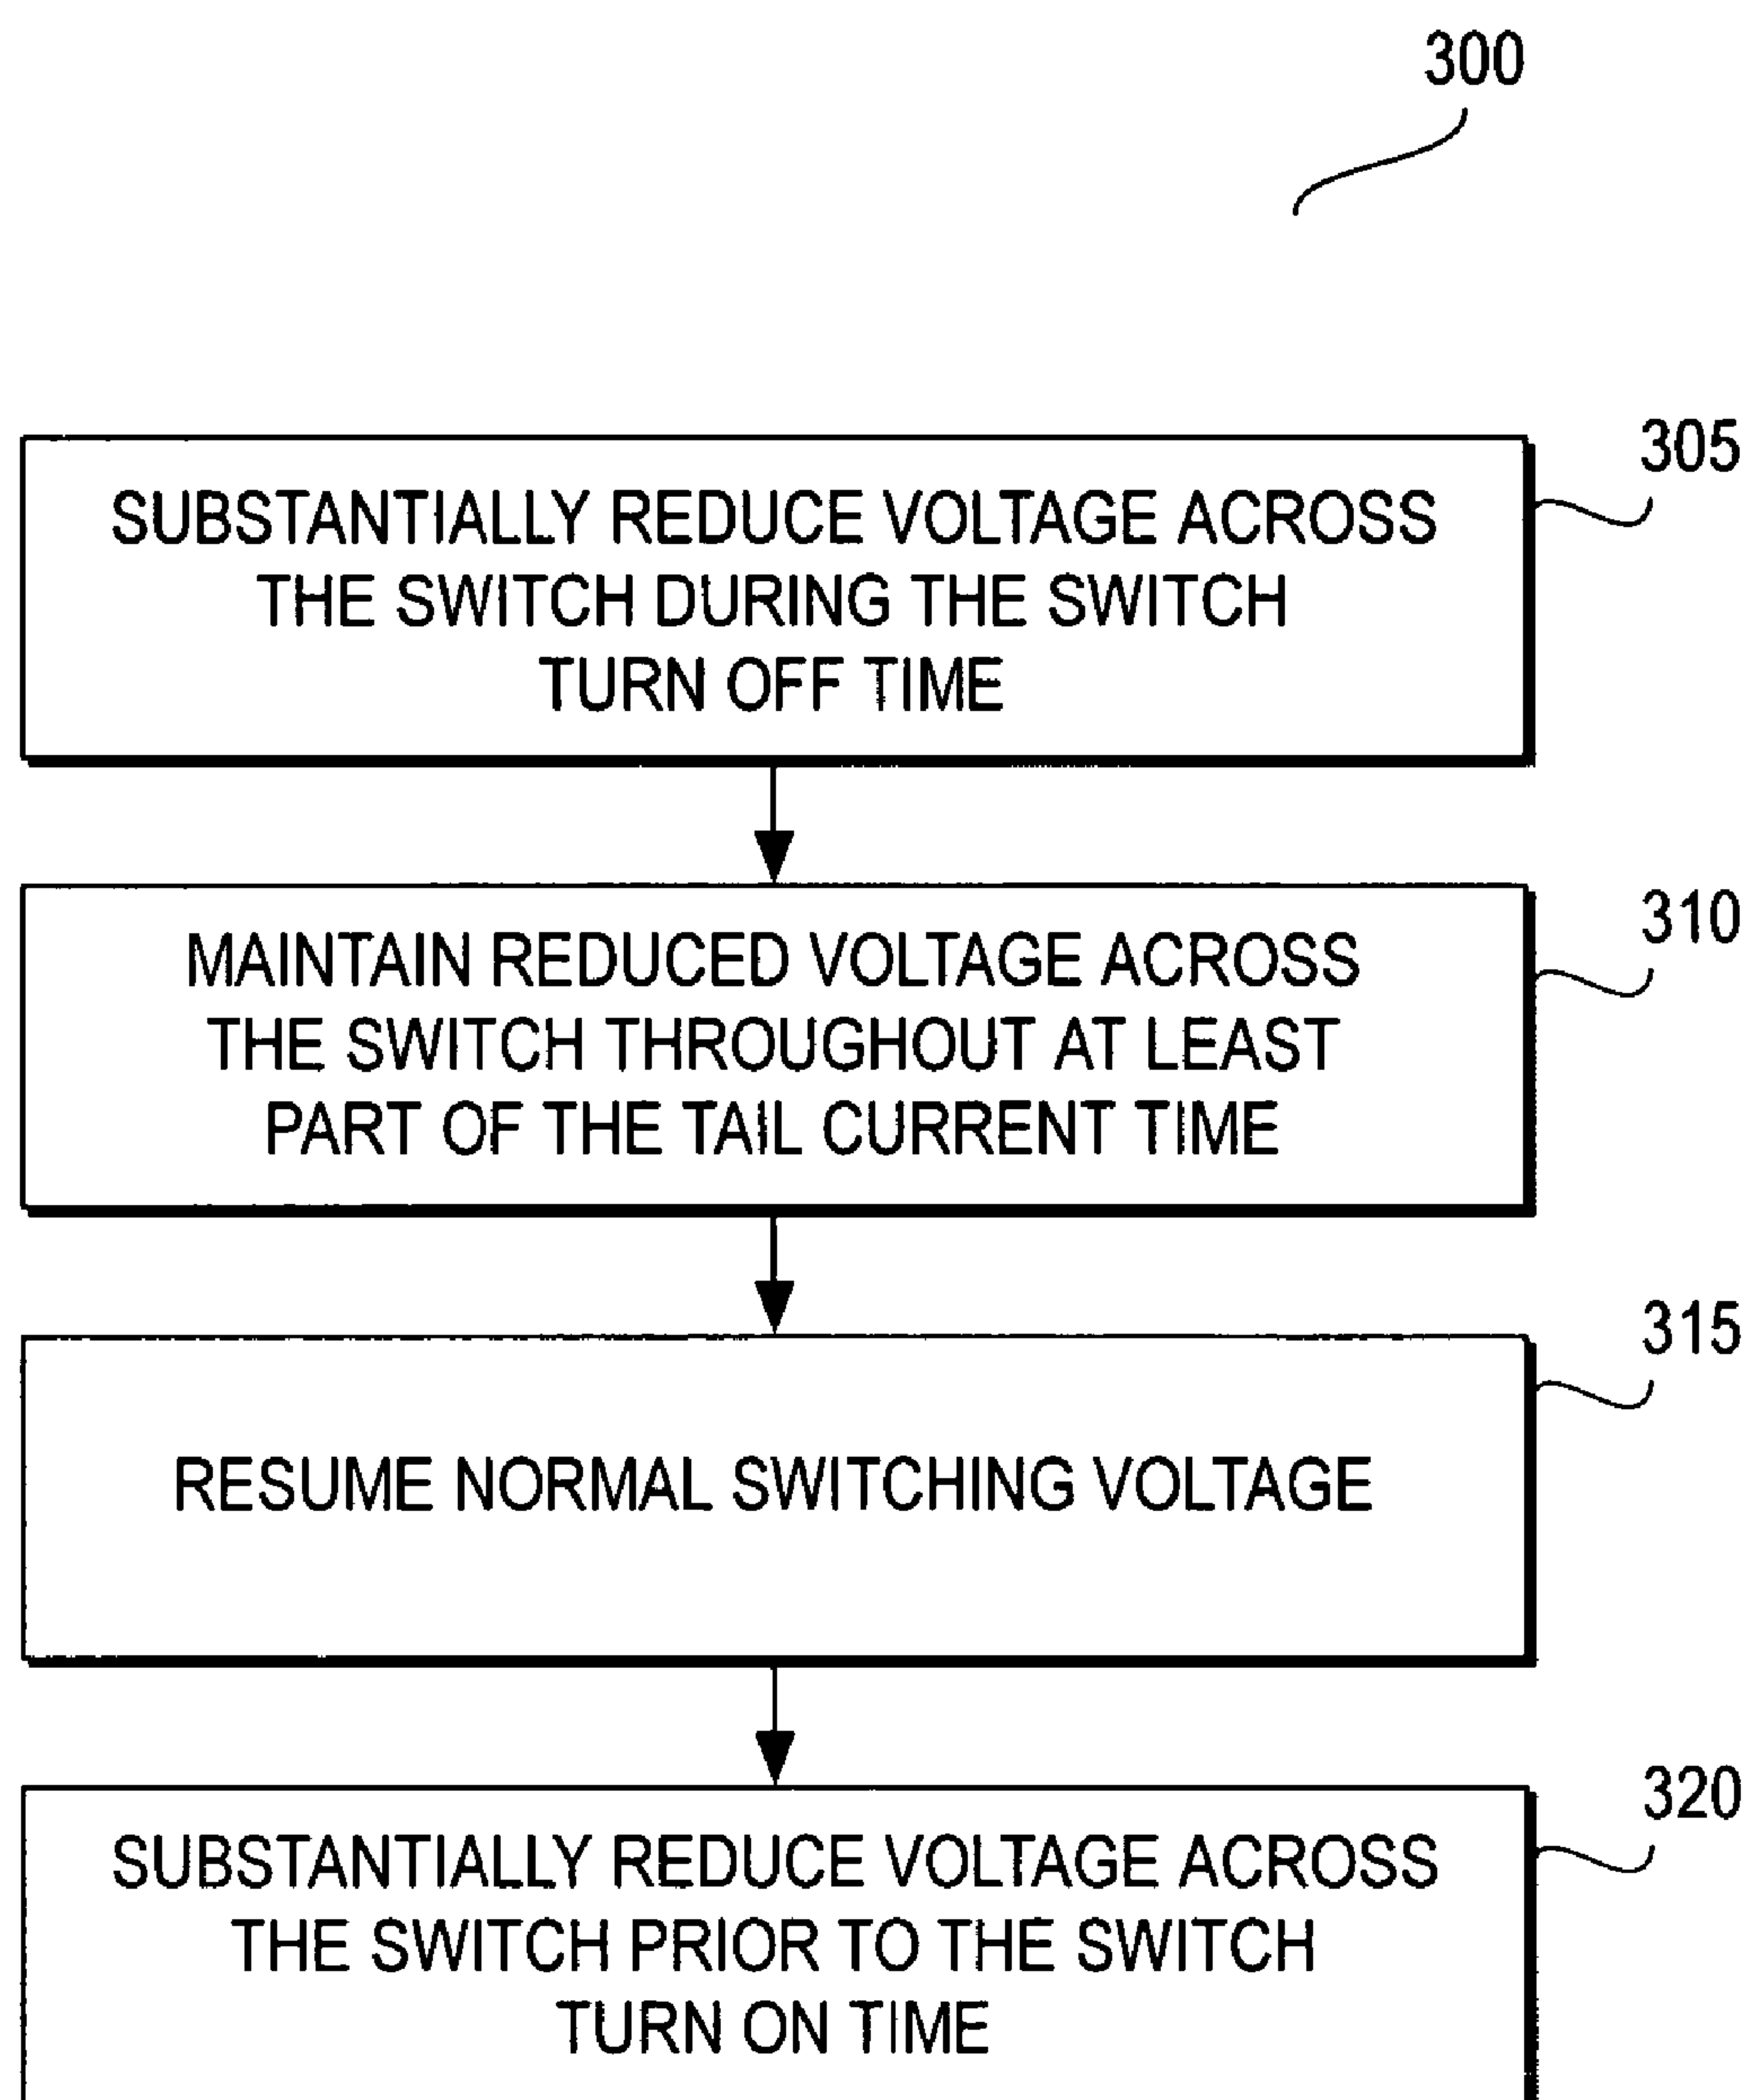 300
305
SUBSTANTIALLY REDUCE VOLTAGE ACROSS
THE SWITCH DURING THE SWITCH
TURN OFF TIME
310
MAINTAIN REDUCED VOLTAGE ACROSS
THE SWITCH THROUGHOUT AT LEAST
PART OF THE TAIL CURRENT TIME
315
RESUME NORMAL SWITCHING VOLTAGE
320
SUBSTANTIALLY REDUCE VOLTAGE ACROSS
THE SWITCH PRIOR TO THE SWITCH
TURN ON TIME